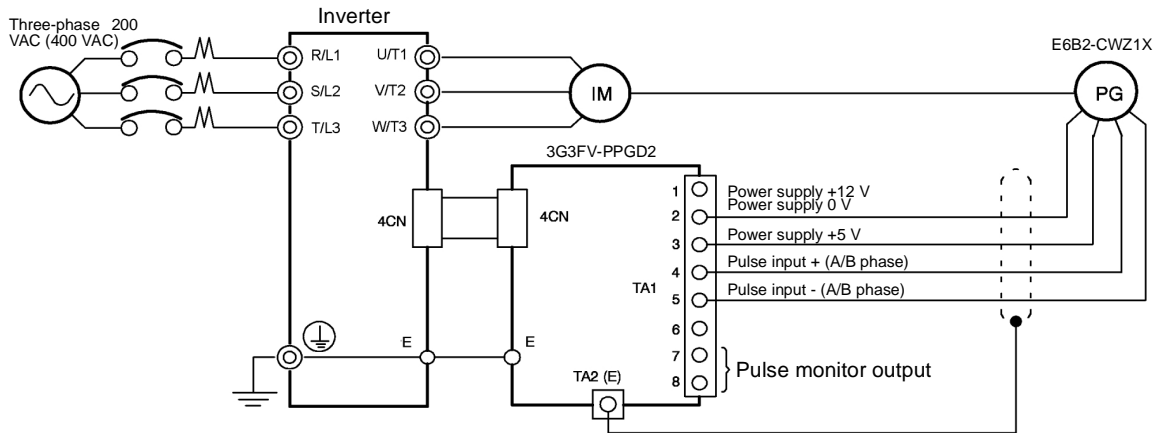 Three-phase 200
VAC (400 VAC)
Inverter
E6B2-CWZ1X
R/L1
U/T1
S/L2
V/T2
IM
PG
T/L3
W/T3
3G3FV-PPGD2
1
Power supply +12 V
2
Power supply 0 V
4CN
4CN
3
Power supply +5 V
4
Pulse input + (A/B phase)
TA1
5
Pulse input - (A/B phase)
6
E
E
7
Pulse monitor output
8
TA2 (E)